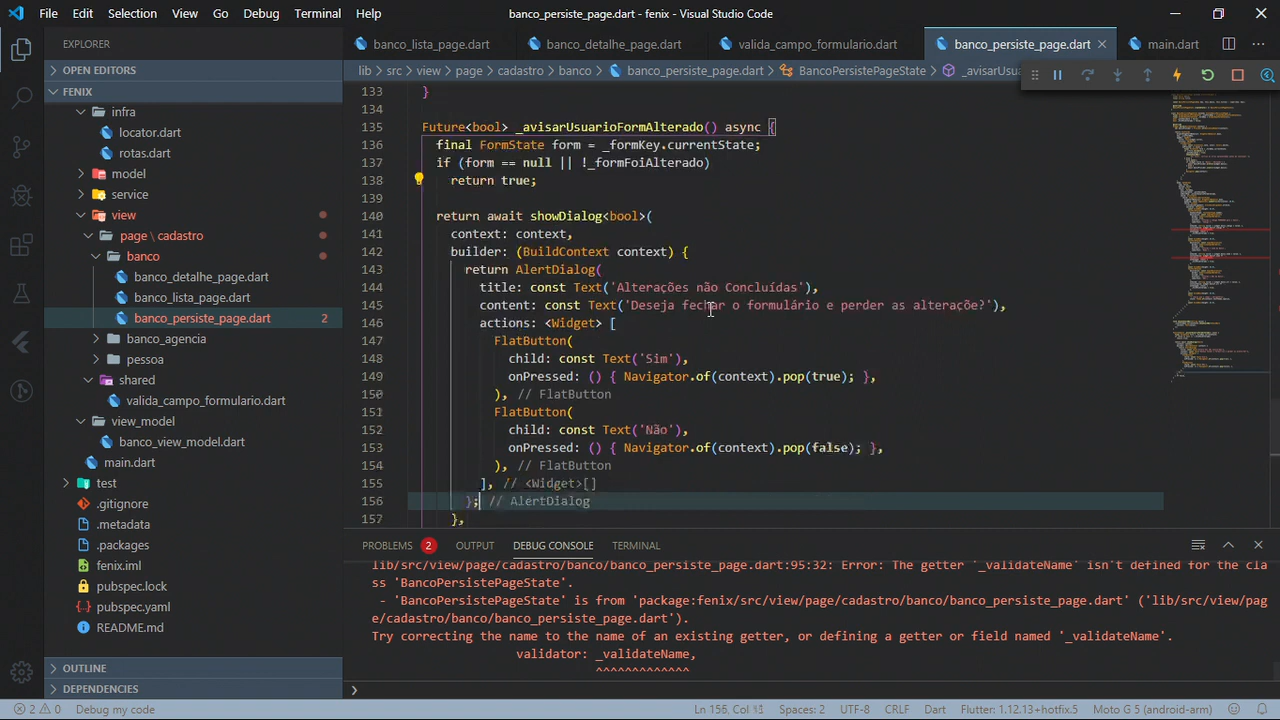 File Edit Selection View Go Debug Terminal Help
banco_persiste_page.dart - fenix - Visual Studio Code
EXPLORER
OPEN EDITORS
FENIX
infra
locator.dart
rotas.dart
model
service
view
page \ cadastro
banco
banco_detalhe_page.dart
banco_lista_page.dart
banco_persiste_page.dart 2
banco_agencia
pessoa
shared
valida_campo_formulario.dart
view_model
banco_view_model.dart
main.dart
test
.gitignore
.metadata
.packages
fenix.iml
pubspec.lock
pubspec.yaml
README.md
OUTLINE
DEPENDENCIES
banco_lista_page.dart banco_detalhe_page.dart valida_campo_formulario.dart banco_persiste_page.dart main.dart
lib > src > view > page > cadastro > banco > banco_persiste_page.dart > BancoPersistePageState > _avisarUsu
133 }
134
135 Future<bool> _avisarUsuarioFormAlterado() async {
136 final FormState form = _formKey.currentState;
137 if (form == null || !_formFoiAlterado)
138 return true;
139
140 return await showDialog<bool>(
141 context: context,
142 builder: (BuildContext context) {
143 return AlertDialog(
144 title: const Text('Alterações não Concluídas'),
145 content: const Text('Deseja fechar o formulário e perder as alteraçõe?'),
146 actions: <Widget> [
147 FlatButton(
148 child: const Text('Sim'),
149 onPressed: () { Navigator.of(context).pop(true); },
150 ), // FlatButton
151 FlatButton(
152 child: const Text('Não'),
153 onPressed: () { Navigator.of(context).pop(false); },
154 ), // FlatButton
155 ], // <Widget>[]
156 ); // AlertDialog
157 },
PROBLEMS 2 OUTPUT DEBUG CONSOLE TERMINAL
lib/src/view/page/cadastro/banco/banco_persiste_page.dart:95:32: Error: The getter '_validateName' isn't defined for the cla
ss 'BancoPersistePageState'.
- 'BancoPersistePageState' is from 'package:fenix/src/view/page/cadastro/banco/banco_persiste_page.dart' ('lib/src/view/pag
e/cadastro/banco/banco_persiste_page.dart').
Try correcting the name to the name of an existing getter, or defining a getter or field named '_validateName'.
validator: _validateName,
^^^^^^^^^^^^^
2 0 Debug my code Ln 156, Col Spaces: 2 UTF-8 CRLF Dart Flutter: 1.12.13+hotfix.5 Moto G 5 (android-arm)